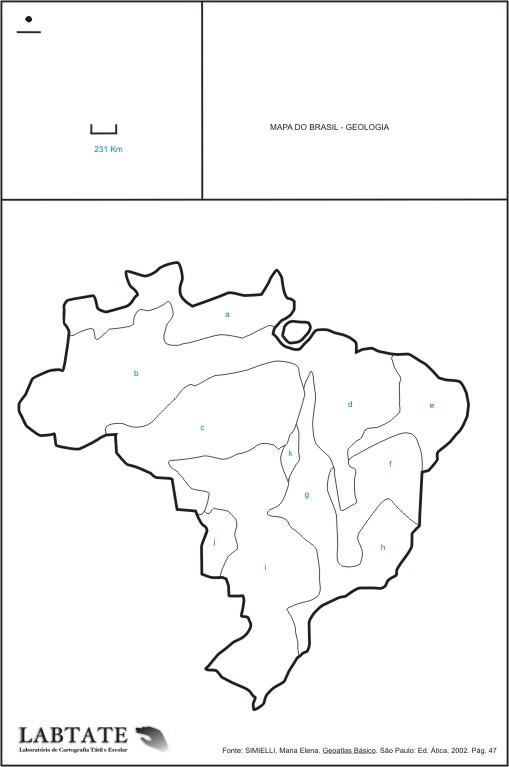 231 Km
MAPA DO BRASIL - GEOLOGIA
a
b
d
e
c
k
f
g
j
h
i
LABTATE
Laboratório de Cartografia Tátil e Escolar
Fonte: SIMIELLI, Maria Elena. Geoatlas Básico. São Paulo: Ed. Ática, 2002. Pág. 47